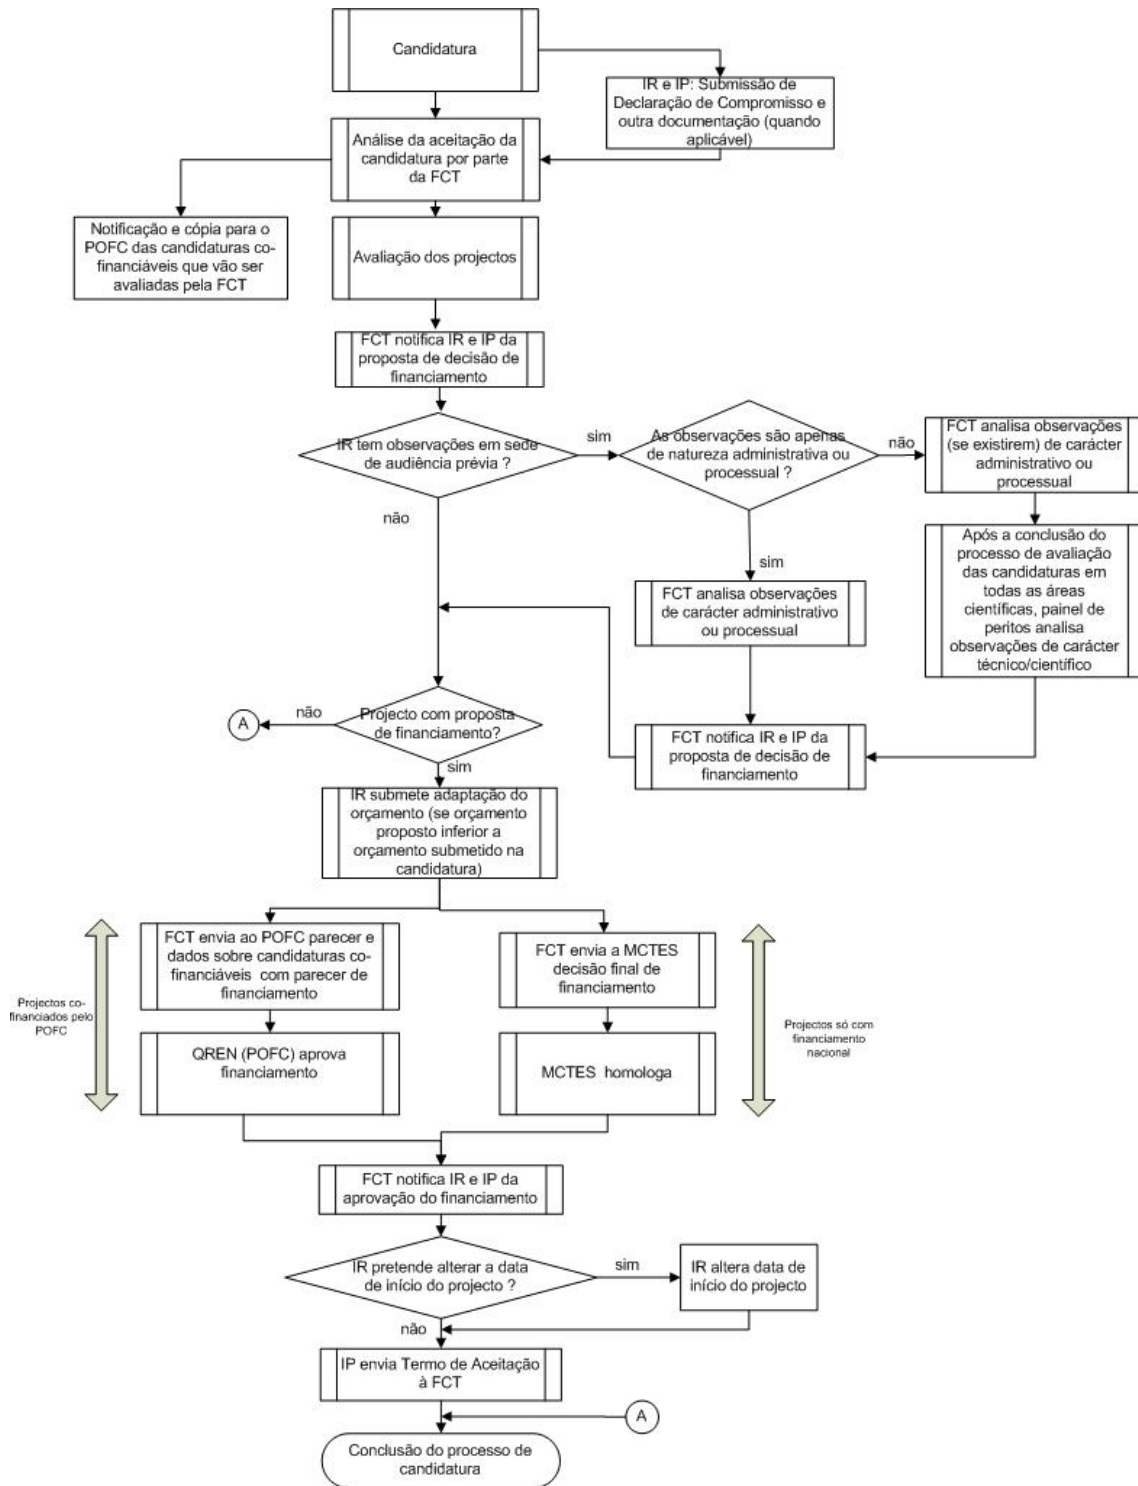 Candidatura
IR e IP: Submissão de
Declaração de Compromisso e
outra documentação (quando
aplicável)
Análise da aceitação da
candidatura por parte
da FCT
Notificação e cópia para o
POFC das candidaturas co-
financiáveis que vão ser
avaliadas pela FCT
Avaliação dos projectos
FCT notifica IR e IP da
proposta de decisão de
financiamento
IR tem observações em sede
de audiência prévia ?
sim
As observações são apenas
de natureza administrativa ou
processual ?
não
FCT analisa observações
(se existirem) de carácter
administrativo ou
processual
não
sim
Após a conclusão do
processo de avaliação
das candidaturas em
todas as áreas
científicas, painel de
peritos analisa
observações de carácter
técnico/científico
FCT analisa observações
de carácter administrativo
ou processual
Projecto com proposta
de financiamento?
não
A
sim
FCT notifica IR e IP da
proposta de decisão de
financiamento
IR submete adaptação do
orçamento (se orçamento
proposto inferior a
orçamento submetido na
candidatura)
Projectos co-
financiados pelo
POFC
FCT envia ao POFC parecer e
dados sobre candidaturas co-
financiáveis com parecer de
financiamento
FCT envia a MCTES
decisão final de
financiamento
Projectos só com
financiamento
nacional
QREN (POFC) aprova
financiamento
MCTES homologa
FCT notifica IR e IP da
aprovação do financiamento
IR pretende alterar a data
de início do projecto ?
sim
IR altera data de
início do projecto
não
IP envia Termo de Aceitação
à FCT
A
Conclusão do processo de
candidatura